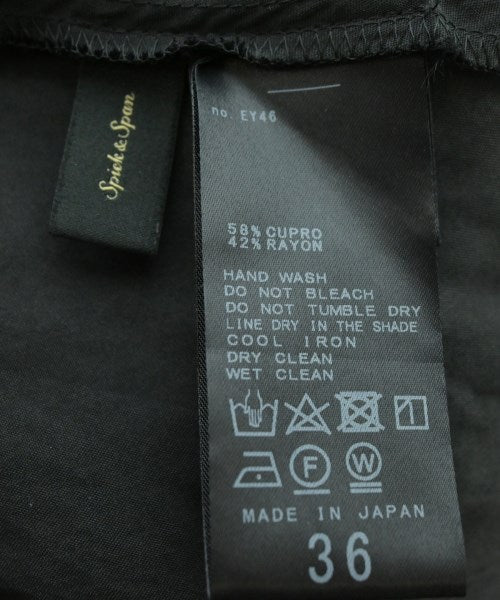 Spick & Span
no. EY46
58% CUPRO
42% RAYON
HAND WASH
DO NOT BLEACH
DO NOT TUMBLE DRY
LINE DRY IN THE SHADE
COOL IRON
DRY CLEAN
WET CLEAN
F W
MADE IN JAPAN
36